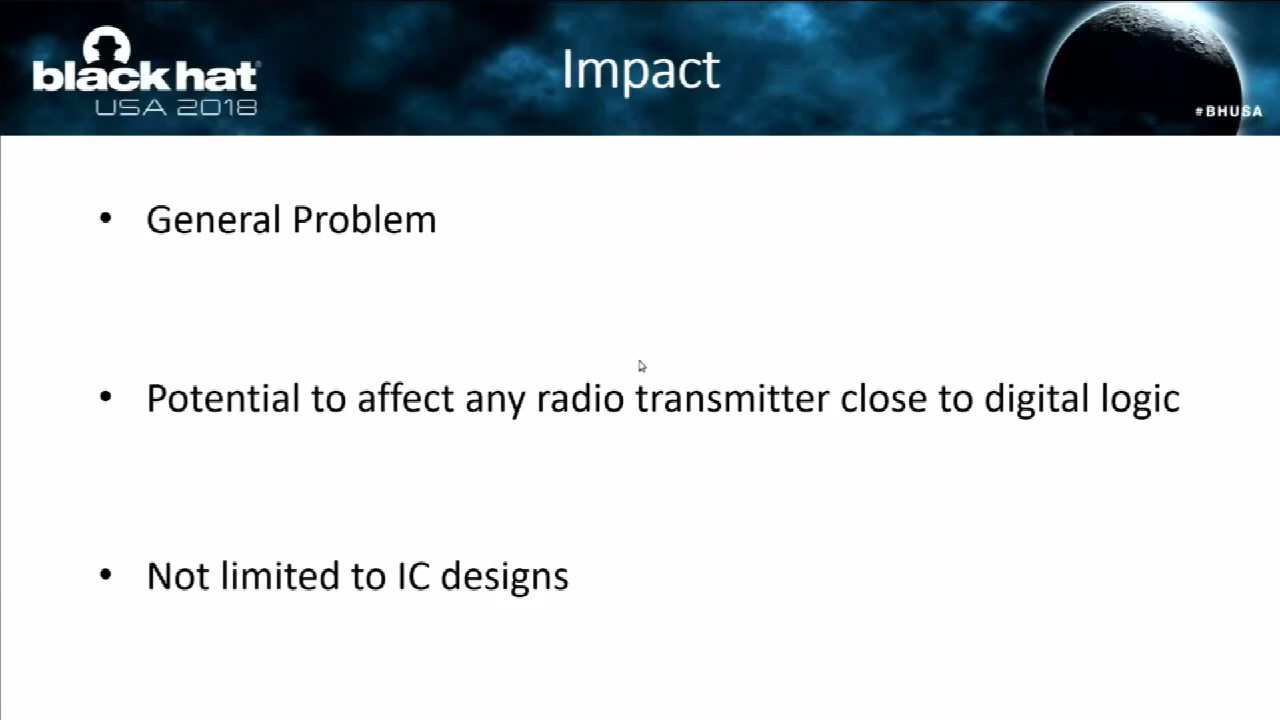 black hat
USA 2018
Impact
#BHUSA
• General Problem
• Potential to affect any radio transmitter close to digital logic
• Not limited to IC designs